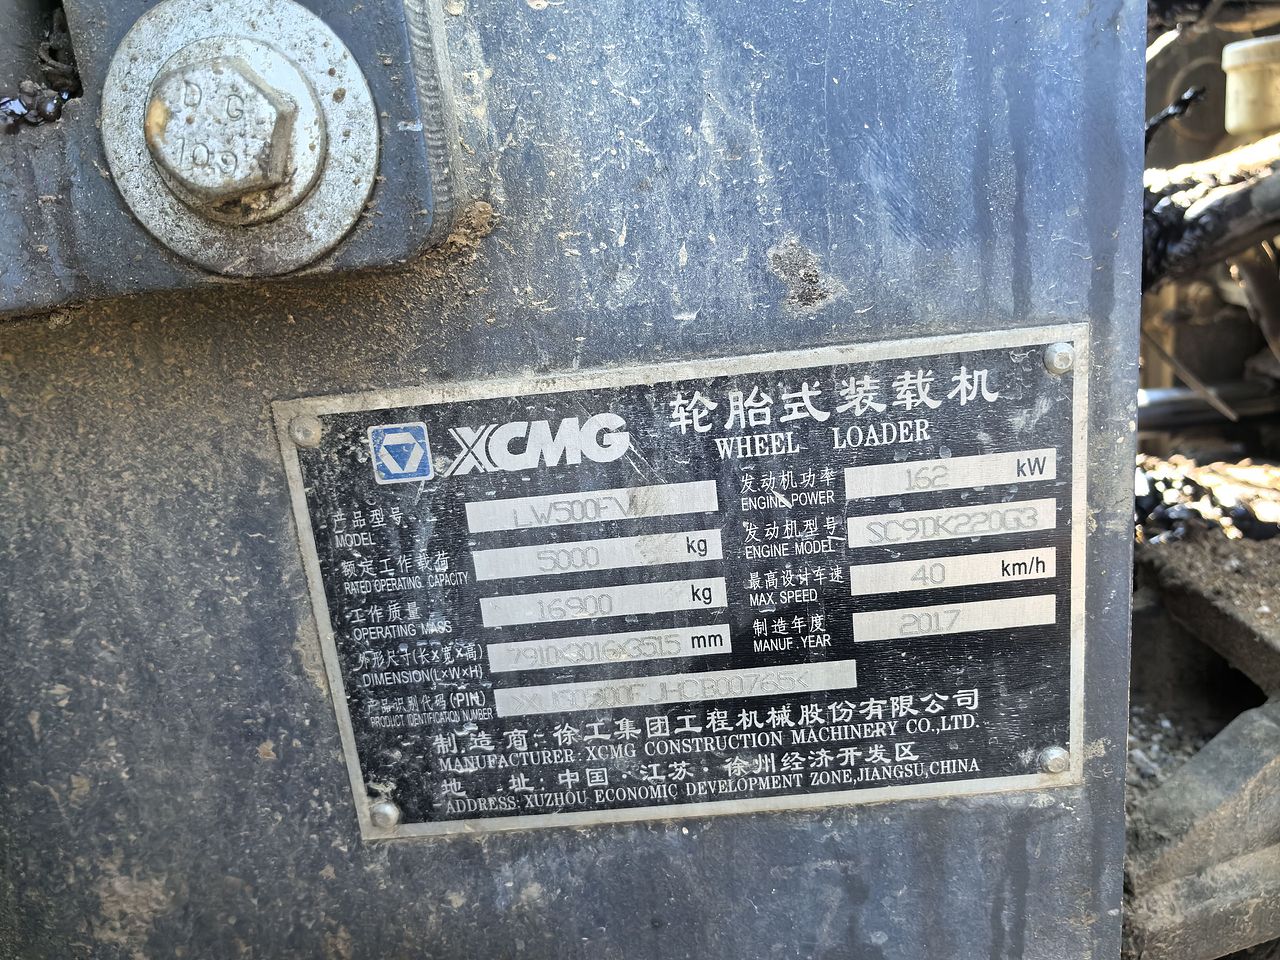 DG
10.9
XCMG 轮胎式装载机
WHEEL LOADER
产品型号 LW500FV
MODEL
额定工作载荷 5000 kg
RATED OPERATING CAPACITY
工作质量 16900 kg
OPERATING MASS
外形尺寸(长×宽×高) 7910×3016×3515 mm
DIMENSION(L×W×H)
产品识别代码(PIN)
PRODUCT IDENTIFICATION NUMBER
发动机功率 162 kW
ENGINE POWER
发动机型号 SC9DK220G3
ENGINE MODEL
最高设计车速 40 km/h
MAX. SPEED
制造年度 2017
MANUF. YEAR
制造商:徐工集团工程机械股份有限公司
MANUFACTURER: XCMG CONSTRUCTION MACHINERY CO.,LTD.
地 址:中国·江苏·徐州经济开发区
ADDRESS: XUZHOU ECONOMIC DEVELOPMENT ZONE,JIANGSU,CHINA